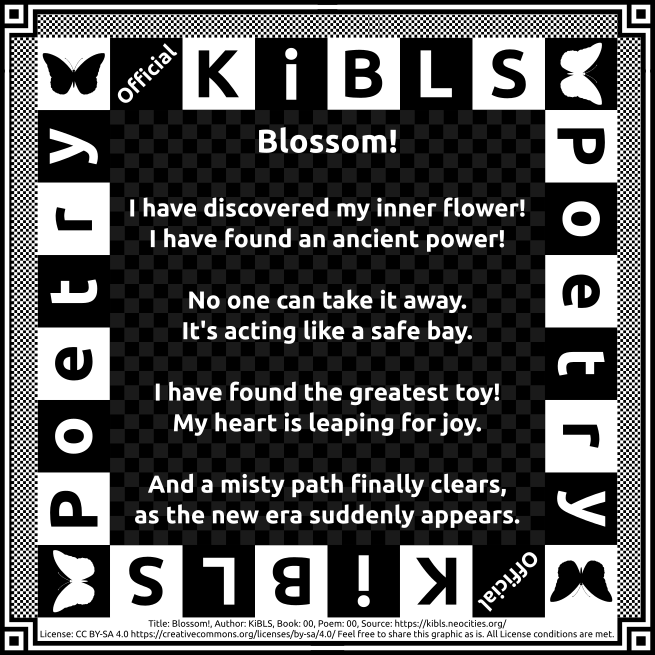 Official KiBLS
Poetry
Poetry
Blossom!
I have discovered my inner flower!
I have found an ancient power!
No one can take it away.
It's acting like a safe bay.
I have found the greatest toy!
My heart is leaping for joy.
And a misty path finally clears,
as the new era suddenly appears.
Official KiBLS
Title: Blossom!, Author: KiBLS, Book: 00, Poem: 00, Source: https://kibls.neocities.org/
License: CC BY-SA 4.0 https://creativecommons.org/licenses/by-sa/4.0/ Feel free to share this graphic as is. All License conditions are met.